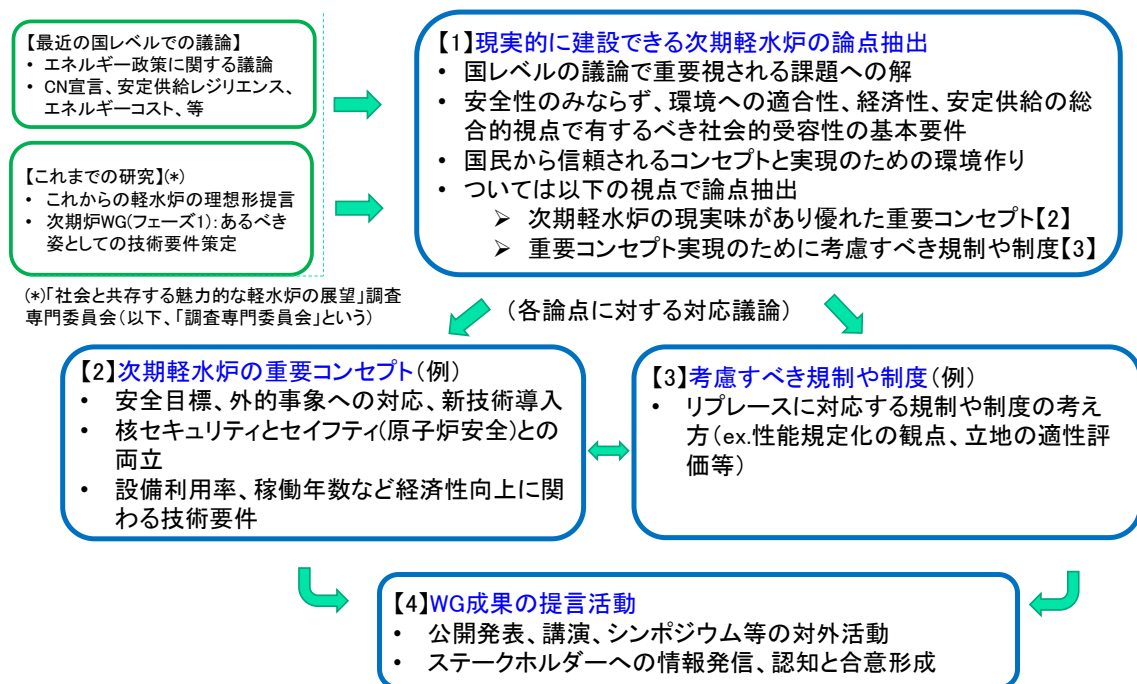 【最近の国レベルでの議論】
• エネルギー政策に関する議論
• CN宣言、安定供給レジリエンス、
エネルギーコスト、等
【これまでの研究】(*)
• これからの軽水炉の理想形提言
• 次期炉WG(フェーズ1):あるべき
姿としての技術要件策定
(*)「社会と共存する魅力的な軽水炉の展望」調査
専門委員会(以下、「調査専門委員会」という)
【1】現実的に建設できる次期軽水炉の論点抽出
• 国レベルの議論で重要視される課題への解
• 安全性のみならず、環境への適合性、経済性、安定供給の総
合的視点で有するべき社会的受容性の基本要件
• 国民から信頼されるコンセプトと実現のための環境作り
• ついては以下の視点で論点抽出
➢ 次期軽水炉の現実味があり優れた重要コンセプト【2】
➢ 重要コンセプト実現のために考慮すべき規制や制度【3】
(各論点に対する対応議論)
【2】次期軽水炉の重要コンセプト(例)
• 安全目標、外的事象への対応、新技術導入
• 核セキュリティとセイフティ(原子炉安全)との
両立
• 設備利用率、稼働年数など経済性向上に関
わる技術要件
【3】考慮すべき規制や制度(例)
• リプレースに対応する規制や制度の考え
方(ex.性能規定化の観点、立地の適性評
価等)
【4】WG成果の提言活動
• 公開発表、講演、シンポジウム等の対外活動
• ステークホルダーへの情報発信、認知と合意形成